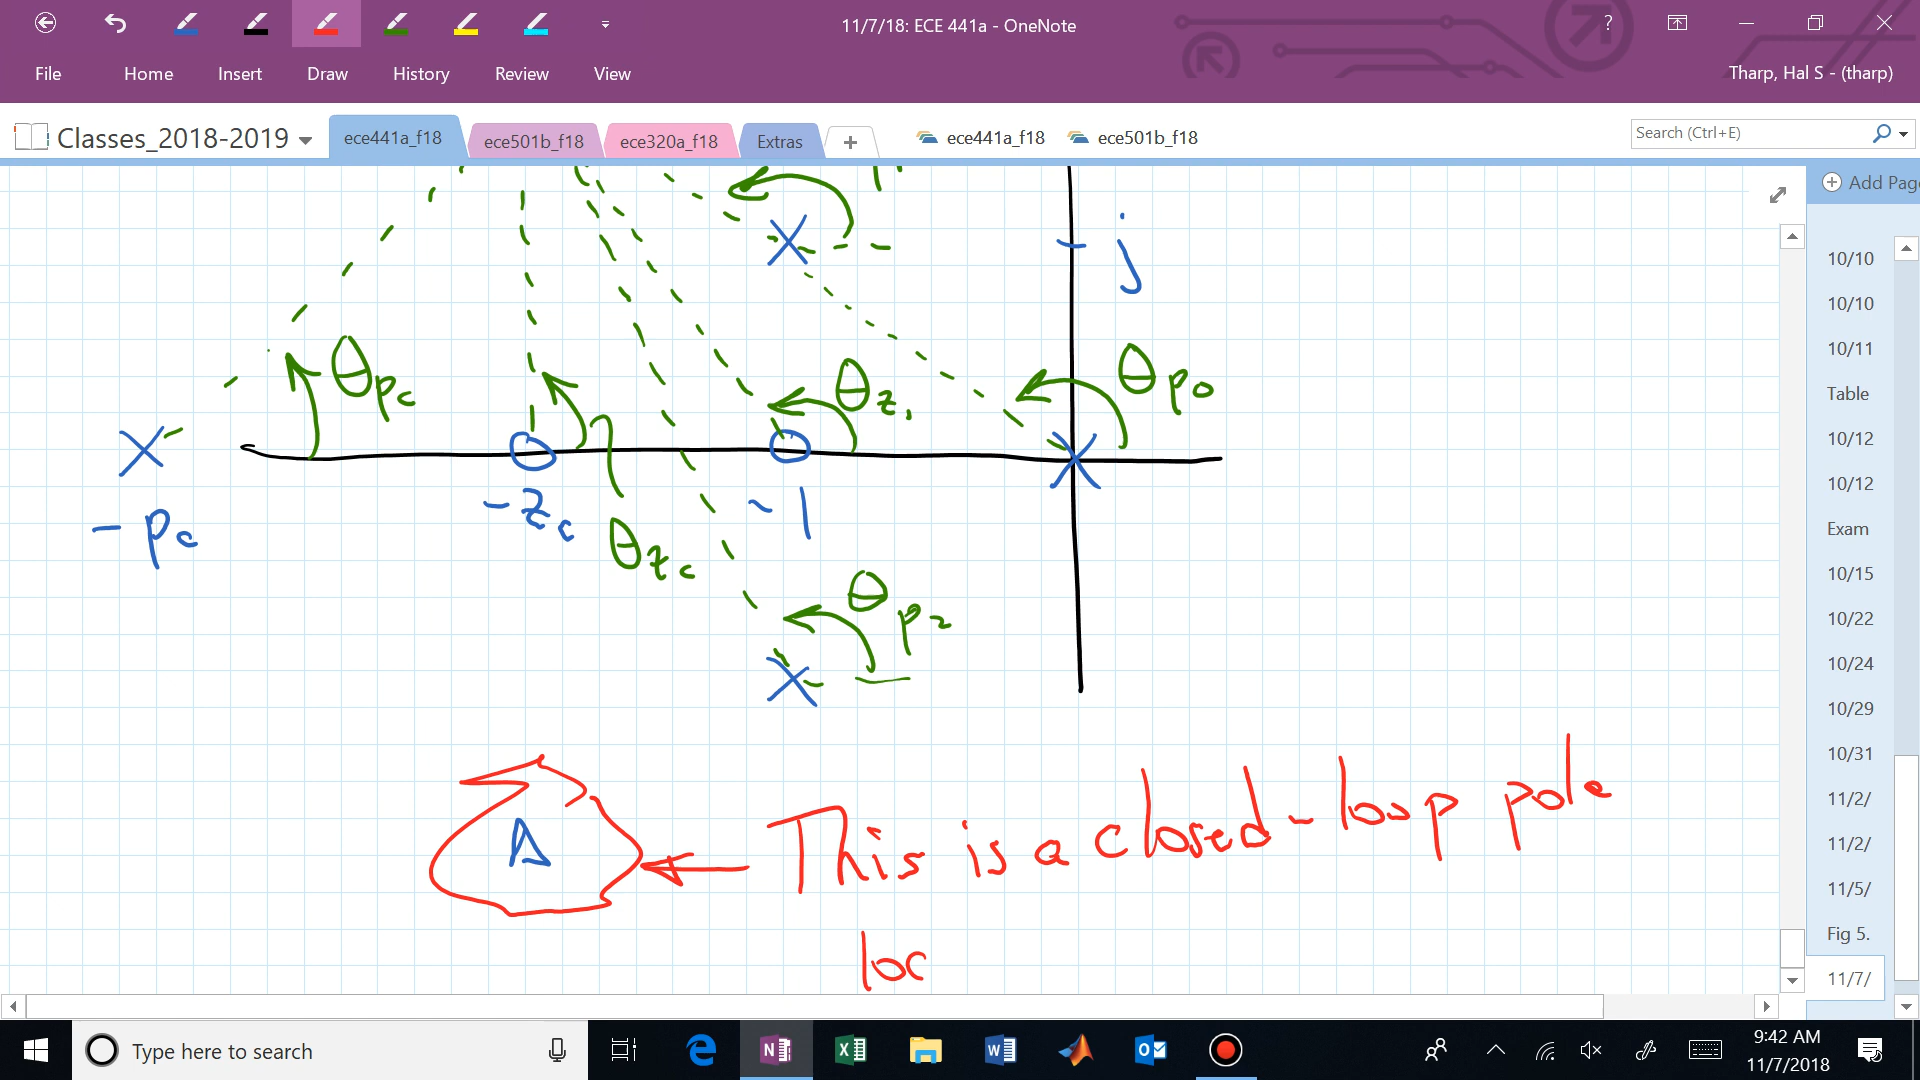 11/7/18: ECE 441a - OneNote
?
File Home Insert Draw History Review View
Tharp, Hal S - (tharp)
Classes_2018-2019
ece441a_f18
ece501b_f18
ece320a_f18
Extras
ece441a_f18
ece501b_f18
Search (Ctrl+E)
Add Page
10/10
10/10
10/11
Table
10/12
10/12
Exam
10/15
10/22
10/24
10/29
10/31
11/2/
11/2/
11/5/
Fig 5.
11/7/
j
θpc
θz1
θp0
-pc
-zc
-1
θzc
θp2
Δ
This is a closed-loop pole
loc
Type here to search
9:42 AM
11/7/2018